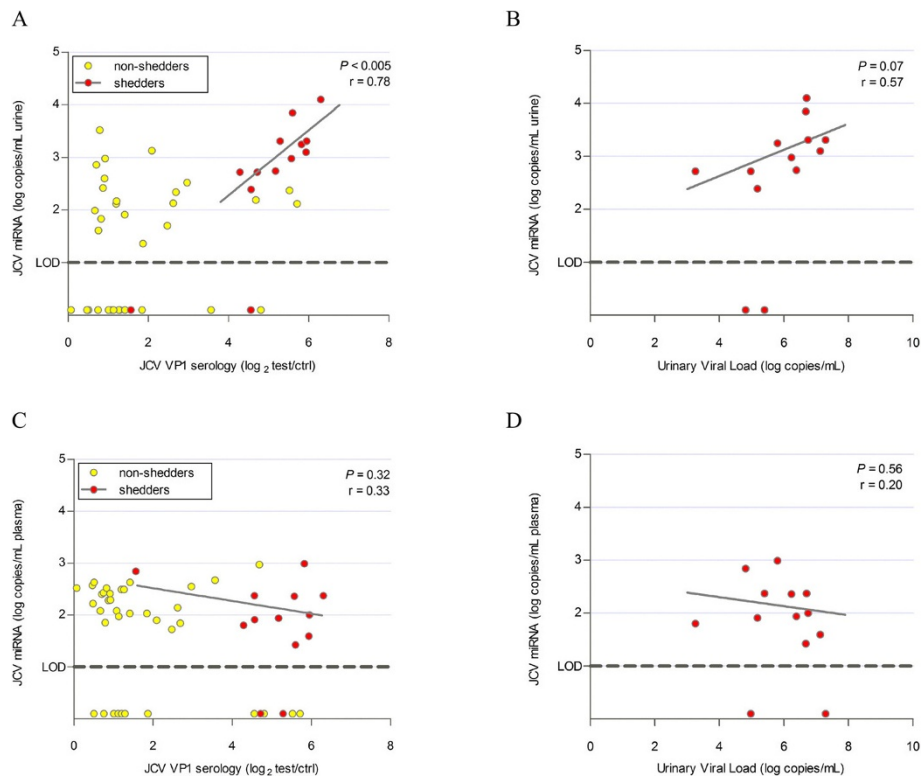 A
B
non-shedders
shedders
P < 0.005
r = 0.78
JCV miRNA (log copies/mL urine)
5
4
3
2
LOD
0
2
4
6
8
JCV VP1 serology (log2 test/ctrl)
P = 0.07
r = 0.57
JCV miRNA (log copies/mL urine)
5
4
3
2
LOD
0
2
4
6
8
10
Urinary Viral Load (log copies/mL)
C
D
non-shedders
shedders
P = 0.32
r = 0.33
JCV miRNA (log copies/mL plasma)
5
4
3
2
LOD
0
2
4
6
8
JCV VP1 serology (log2 test/ctrl)
P = 0.56
r = 0.20
JCV miRNA (log copies/mL plasma)
5
4
3
2
LOD
0
2
4
6
8
10
Urinary Viral Load (log copies/mL)